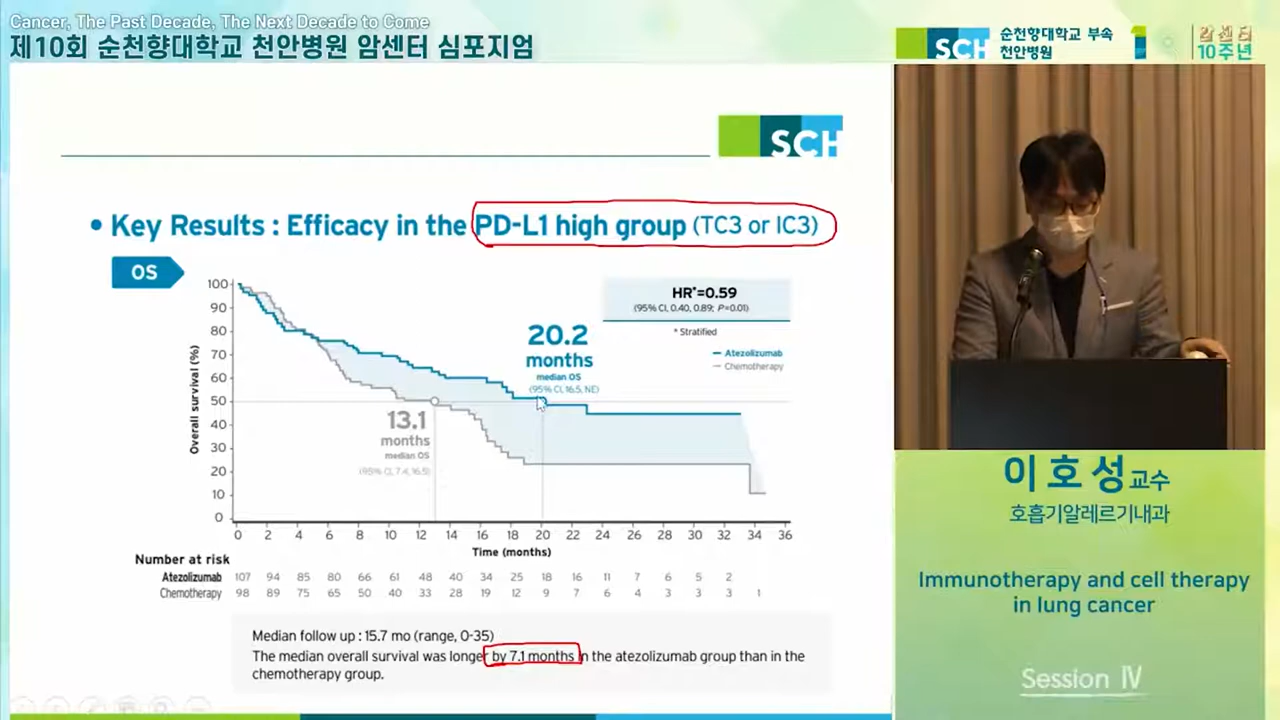 Cancer, The Past Decade, The Next Decade to Come
제10회 순천향대학교 천안병원 암센터 심포지엄
SCH
순천향대학교 부속
천안병원
암센터
10주년
SCH
• Key Results : Efficacy in the PD-L1 high group (TC3 or IC3)
OS
HR*=0.59
(95% CI, 0.40, 0.89; P=0.01)
* Stratified
Atezolizumab
Chemotherapy
20.2
months
median OS
(95% CI, 16.5, NE)
13.1
months
median OS
(95% CI, 7.4, 16.5)
Overall survival (%)
100
90
80
70
60
50
40
30
20
10
0
0 2 4 6 8 10 12 14 16 18 20 22 24 26 28 30 32 34 36
Time (months)
Number at risk
Atezolizumab 107 94 85 80 66 61 48 40 34 25 18 16 11 7 6 5 2
Chemotherapy 98 89 75 65 50 40 33 28 19 12 9 7 6 4 3 3 3 1
Median follow up : 15.7 mo (range, 0-35)
The median overall survival was longer by 7.1 months in the atezolizumab group than in the
chemotherapy group.
이호성교수
호흡기알레르기내과
Immunotherapy and cell therapy
in lung cancer
Session Ⅳ